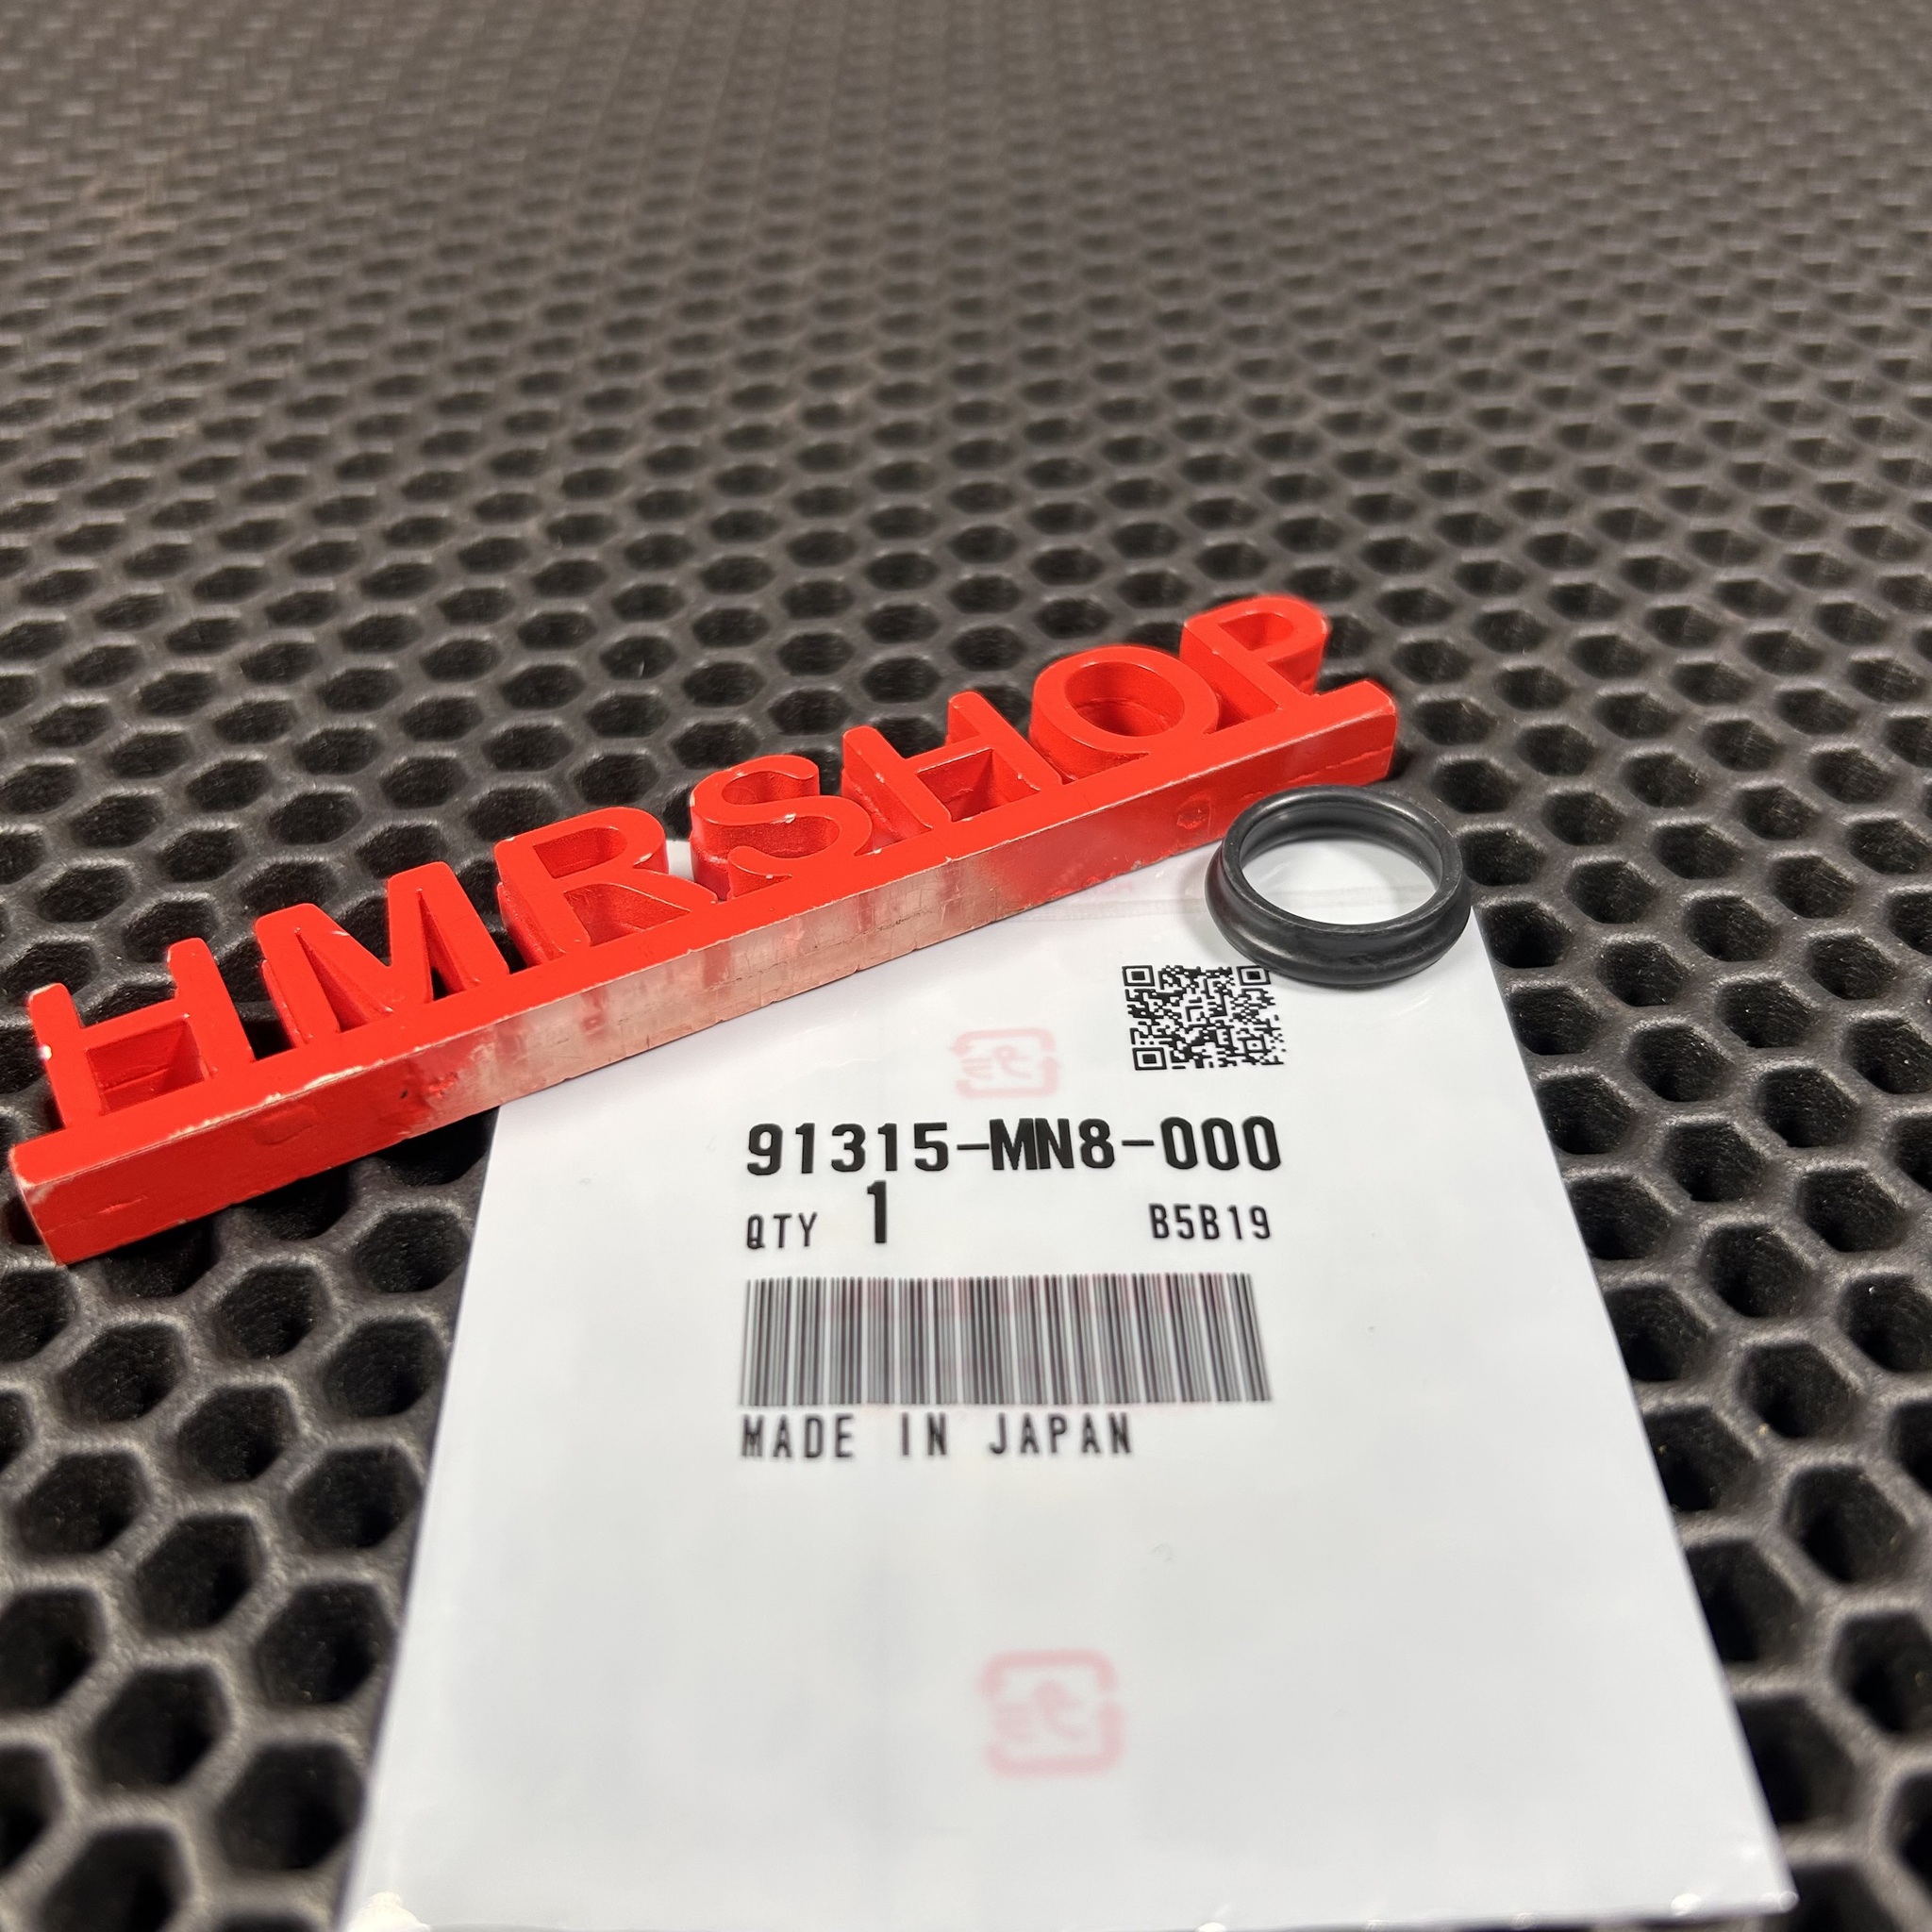 HMRSHOP
91315-MN8-000
QTY 1 B5B19
MADE IN JAPAN